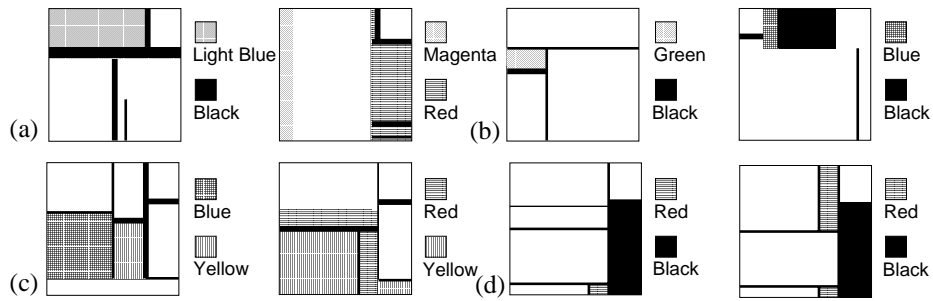 Light Blue
Black
Magenta
Red
(a)
Green
Black
Blue
Black
(b)
Blue
Yellow
Red
Yellow
(c)
Red
Black
Red
Black
(d)